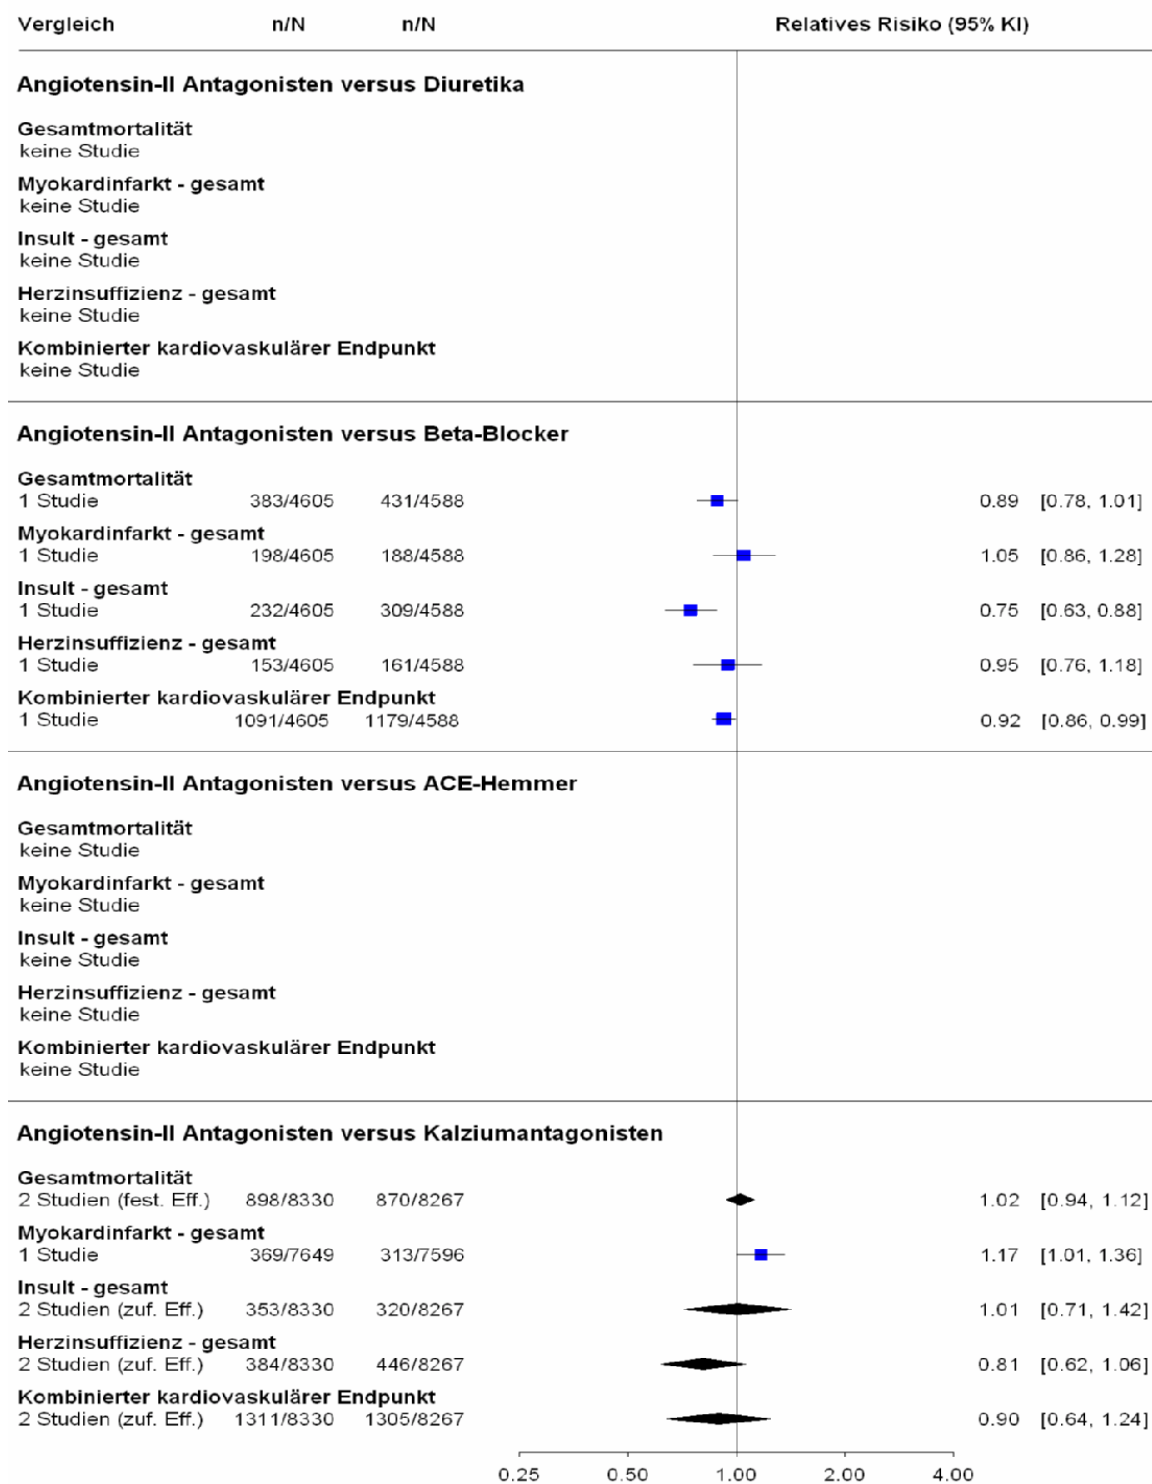 Vergleich n/N n/N Relatives Risiko (95% KI)
Angiotensin-II Antagonisten versus Diuretika
Gesamtmortalität
keine Studie
Myokardinfarkt - gesamt
keine Studie
Insult - gesamt
keine Studie
Herzinsuffizienz - gesamt
keine Studie
Kombinierter kardiovaskulärer Endpunkt
keine Studie
Angiotensin-II Antagonisten versus Beta-Blocker
Gesamtmortalität
1 Studie 383/4605 431/4588 0.89 [0.78, 1.01]
Myokardinfarkt - gesamt
1 Studie 198/4605 188/4588 1.05 [0.86, 1.28]
Insult - gesamt
1 Studie 232/4605 309/4588 0.75 [0.63, 0.88]
Herzinsuffizienz - gesamt
1 Studie 153/4605 161/4588 0.95 [0.76, 1.18]
Kombinierter kardiovaskulärer Endpunkt
1 Studie 1091/4605 1179/4588 0.92 [0.86, 0.99]
Angiotensin-II Antagonisten versus ACE-Hemmer
Gesamtmortalität
keine Studie
Myokardinfarkt - gesamt
keine Studie
Insult - gesamt
keine Studie
Herzinsuffizienz - gesamt
keine Studie
Kombinierter kardiovaskulärer Endpunkt
keine Studie
Angiotensin-II Antagonisten versus Kalziumantagonisten
Gesamtmortalität
2 Studien (fest. Eff.) 898/8330 870/8267 1.02 [0.94, 1.12]
Myokardinfarkt - gesamt
1 Studie 369/7649 313/7596 1.17 [1.01, 1.36]
Insult - gesamt
2 Studien (zuf. Eff.) 353/8330 320/8267 1.01 [0.71, 1.42]
Herzinsuffizienz - gesamt
2 Studien (zuf. Eff.) 384/8330 446/8267 0.81 [0.62, 1.06]
Kombinierter kardiovaskulärer Endpunkt
2 Studien (zuf. Eff.) 1311/8330 1305/8267 0.90 [0.64, 1.24]
0.25 0.50 1.00 2.00 4.00